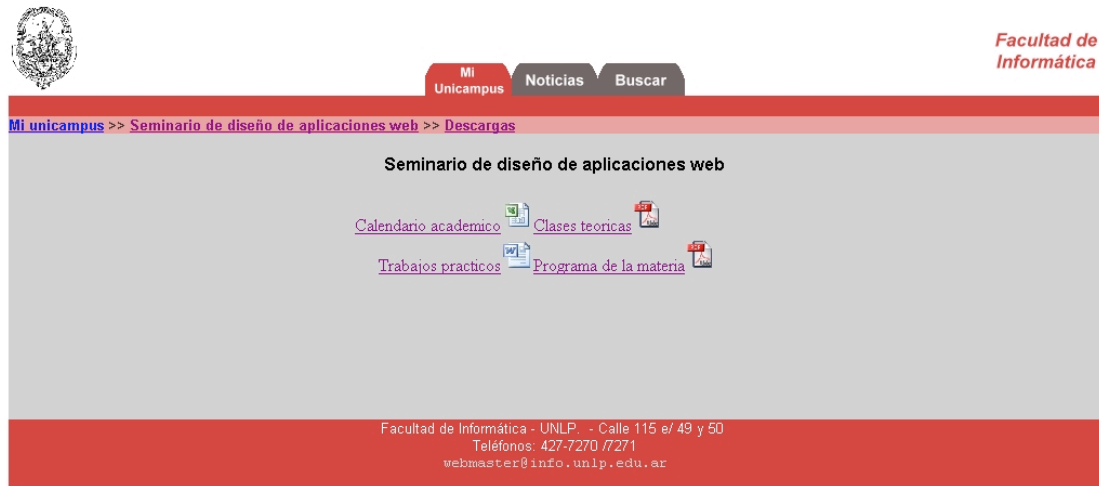 Facultad de
Informática
Mi
Unicampus
Noticias
Buscar
Mi unicampus >> Seminario de diseño de aplicaciones web >> Descargas
Seminario de diseño de aplicaciones web
Calendario academico Clases teoricas
Trabajos practicos Programa de la materia
Facultad de Informática - UNLP. - Calle 115 e/ 49 y 50
Teléfonos: 427-7270 /7271
webmaster@info.unlp.edu.ar